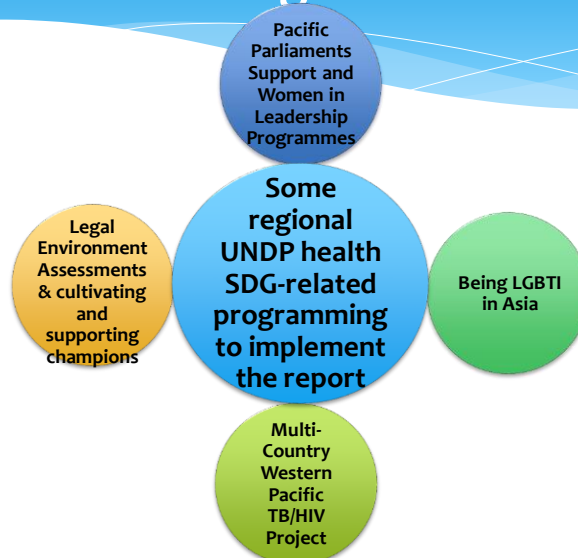 Pacific
Parliaments
Support and
Women in
Leadership
Programmes
Legal
Environment
Assessments
& cultivating
and
supporting
champions
Some
regional
UNDP health
SDG-related
programming
to implement
the report
Being LGBTI
in Asia
Multi-
Country
Western
Pacific
TB/HIV
Project